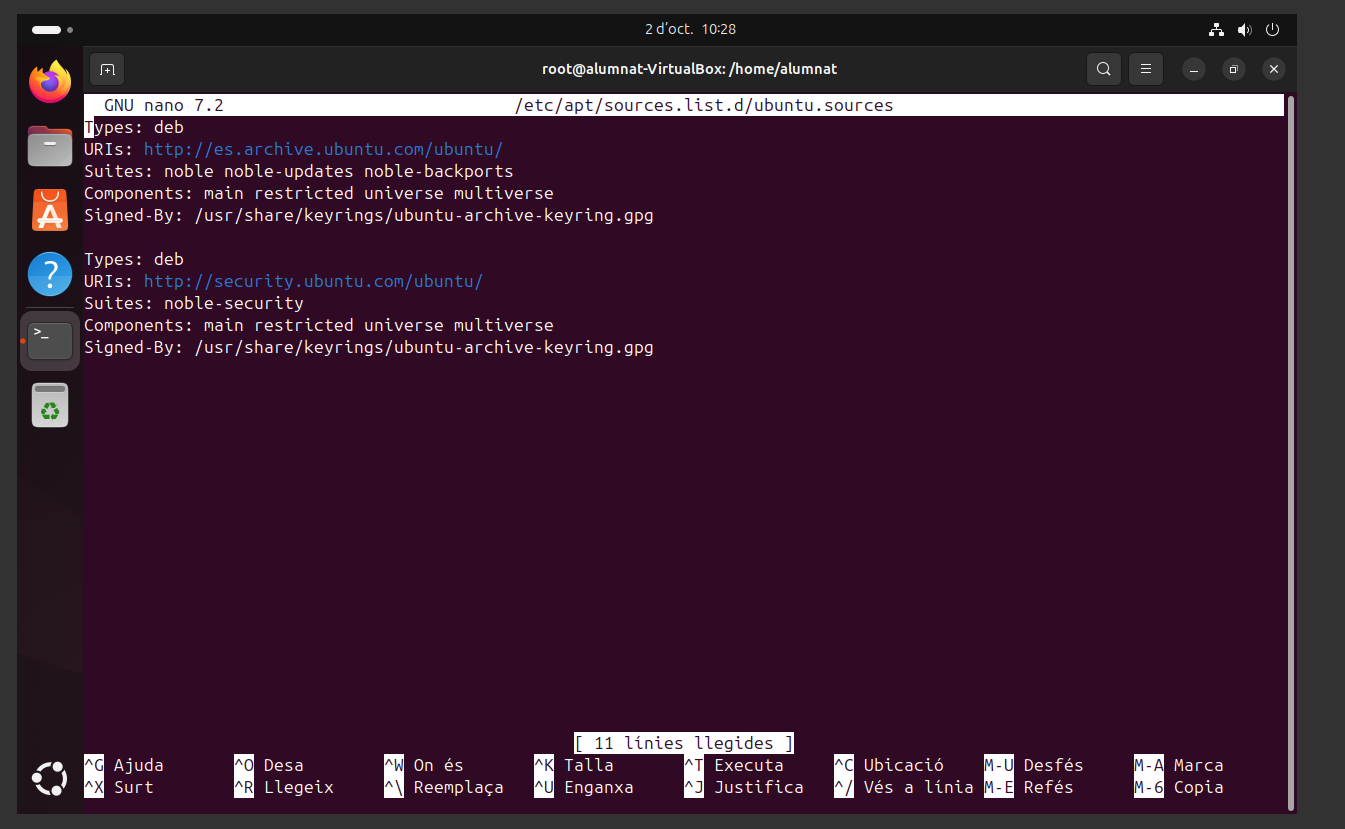 2 d'oct. 10:28
root@alumnat-VirtualBox: /home/alumnat
GNU nano 7.2 /etc/apt/sources.list.d/ubuntu.sources
Types: deb
URIs: http://es.archive.ubuntu.com/ubuntu/
Suites: noble noble-updates noble-backports
Components: main restricted universe multiverse
Signed-By: /usr/share/keyrings/ubuntu-archive-keyring.gpg
Types: deb
URIs: http://security.ubuntu.com/ubuntu/
Suites: noble-security
Components: main restricted universe multiverse
Signed-By: /usr/share/keyrings/ubuntu-archive-keyring.gpg
[ 11 línies llegides ]
^G Ajuda ^O Desa ^W On és ^K Talla ^T Executa ^C Ubicació M-U Desfés M-A Marca
^X Surt ^R Llegeix ^\ Reemplaça ^U Enganxa ^J Justifica ^/ Vés a línia M-E Refés M-6 Copia